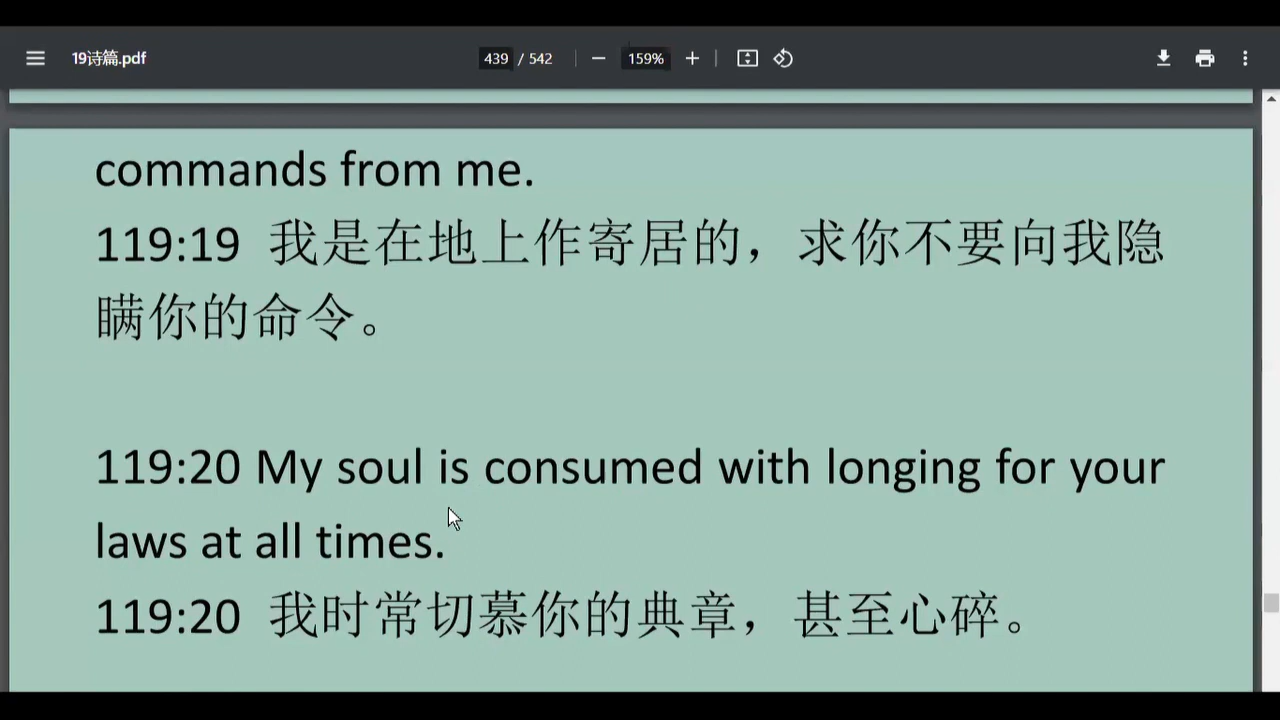 19诗篇.pdf
439 / 542
159%
commands from me.
119:19 我是在地上作寄居的，求你不要向我隐
瞒你的命令。
119:20 My soul is consumed with longing for your
laws at all times.
119:20 我时常切慕你的典章，甚至心碎。